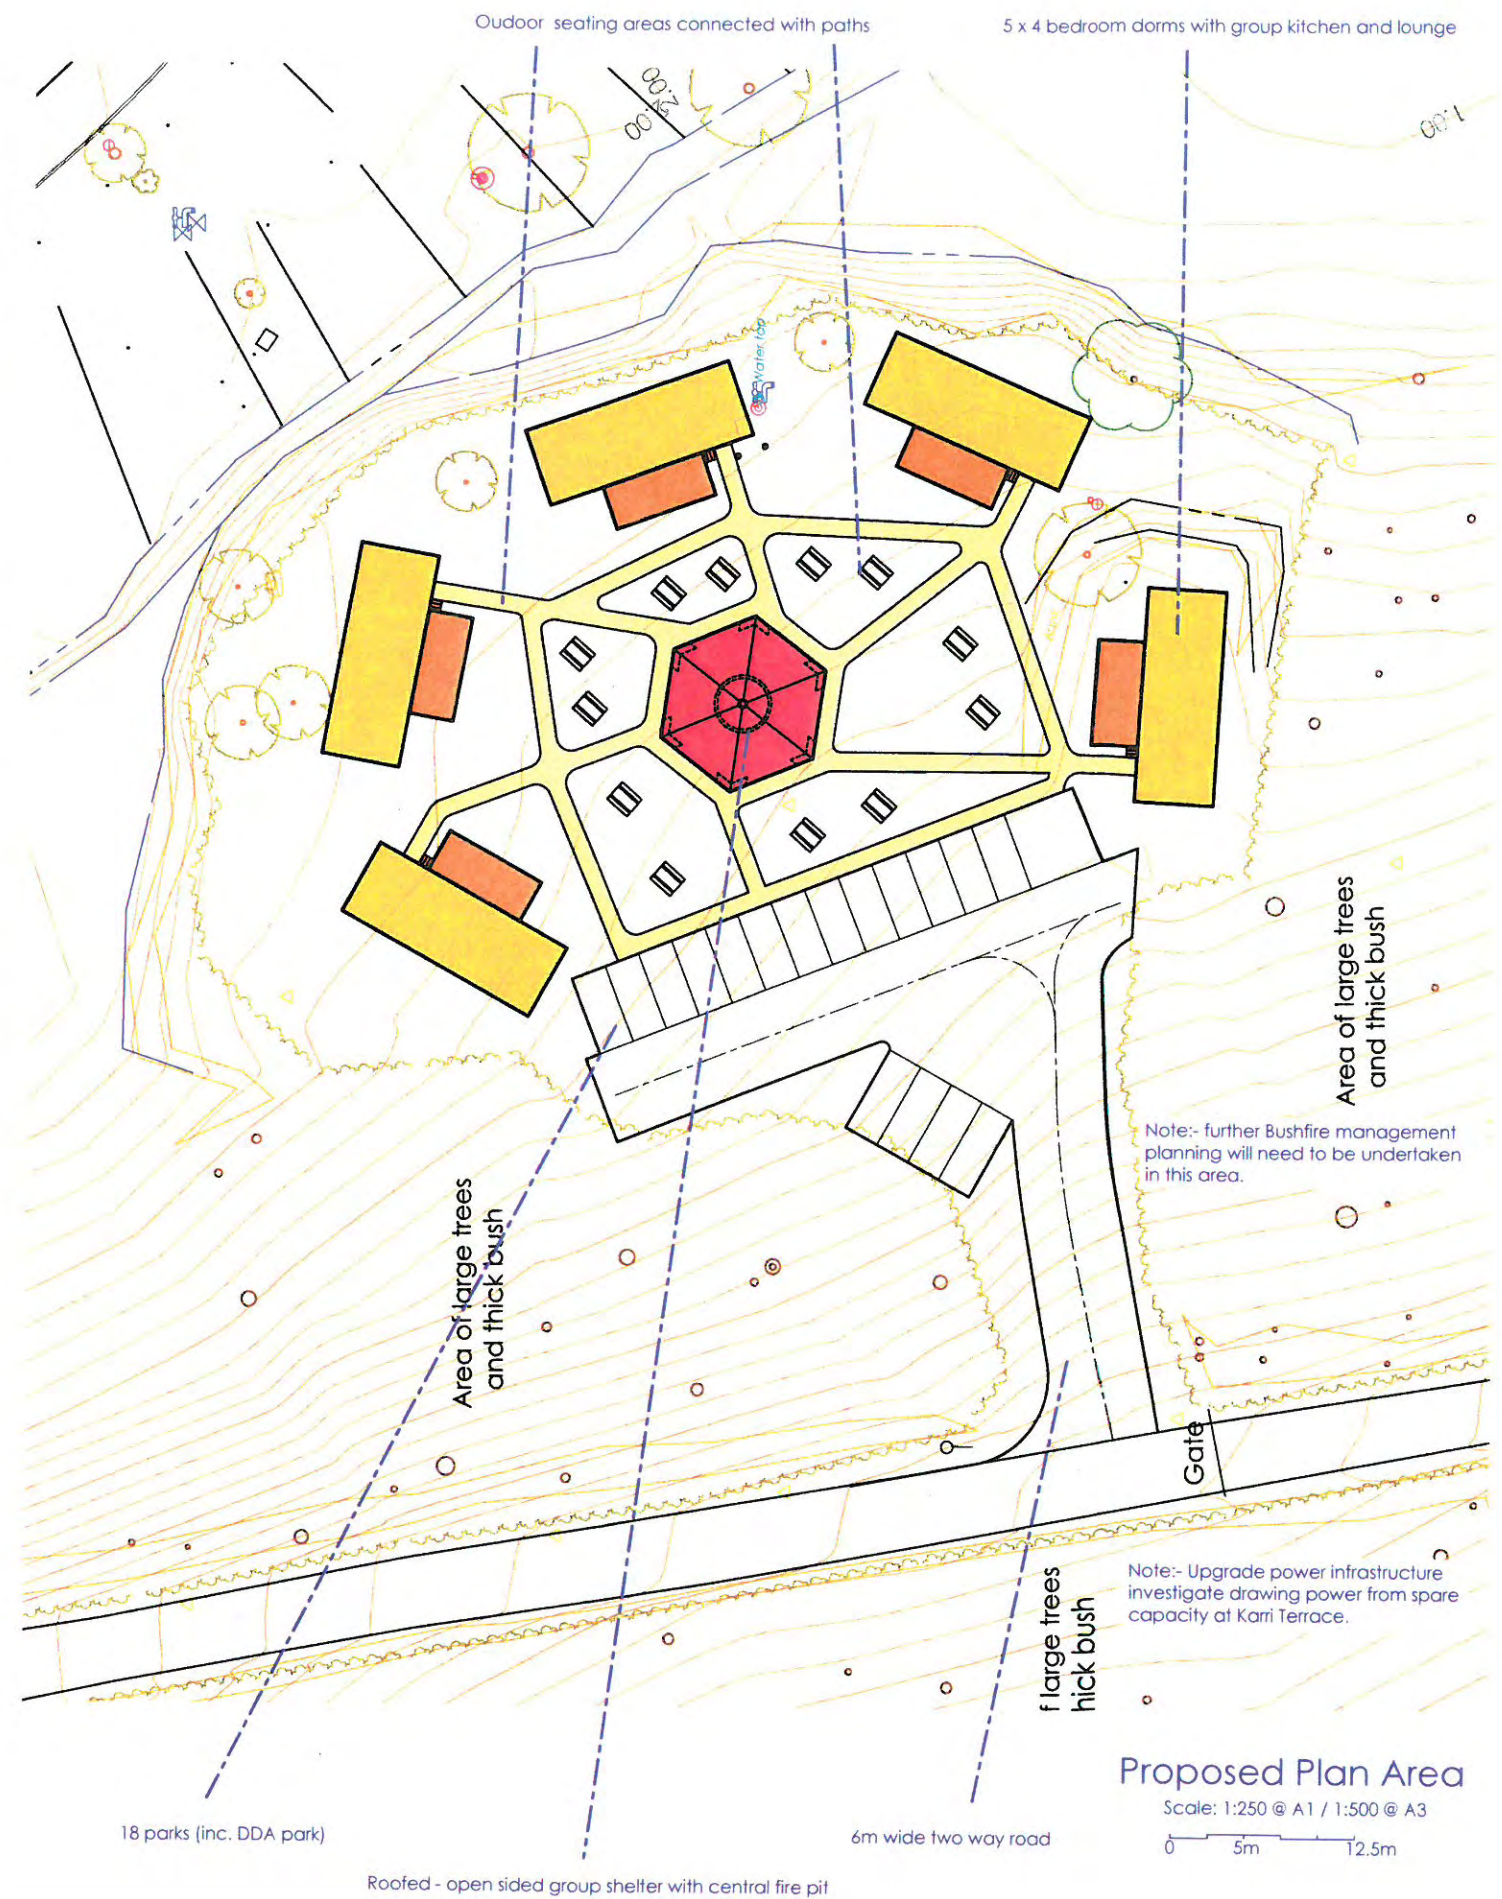 Oudoor seating areas connected with paths
5 x 4 bedroom dorms with group kitchen and lounge
2.00
1.00
Water tap
Area of large trees
and thick bush
Note:- further Bushfire management
planning will need to be undertaken
in this area.
Area of large trees
and thick bush
Gate
f large trees
hick bush
Note:- Upgrade power infrastructure
investigate drawing power from spare
capacity at Karri Terrace.
Proposed Plan Area
Scale: 1:250 @ A1 / 1:500 @ A3
0 5m 12.5m
18 parks (inc. DDA park)
6m wide two way road
Roofed - open sided group shelter with central fire pit